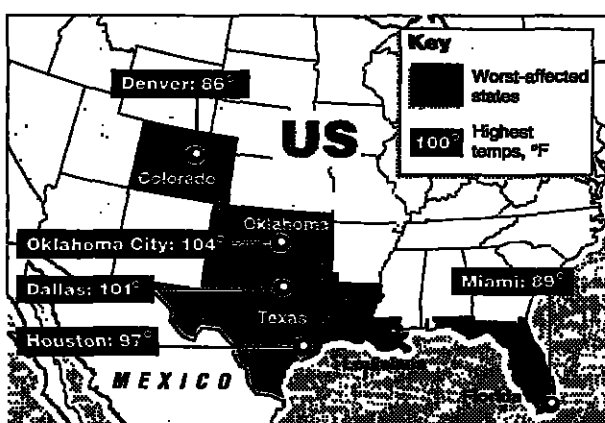 Key
Worst-affected
states
100° Highest
temps, °F
Denver: 86°
US
Colorado
Oklahoma
Oklahoma City: 104°
Dallas: 101°
Miami: 89°
Texas
Houston: 97°
MEXICO
Florida